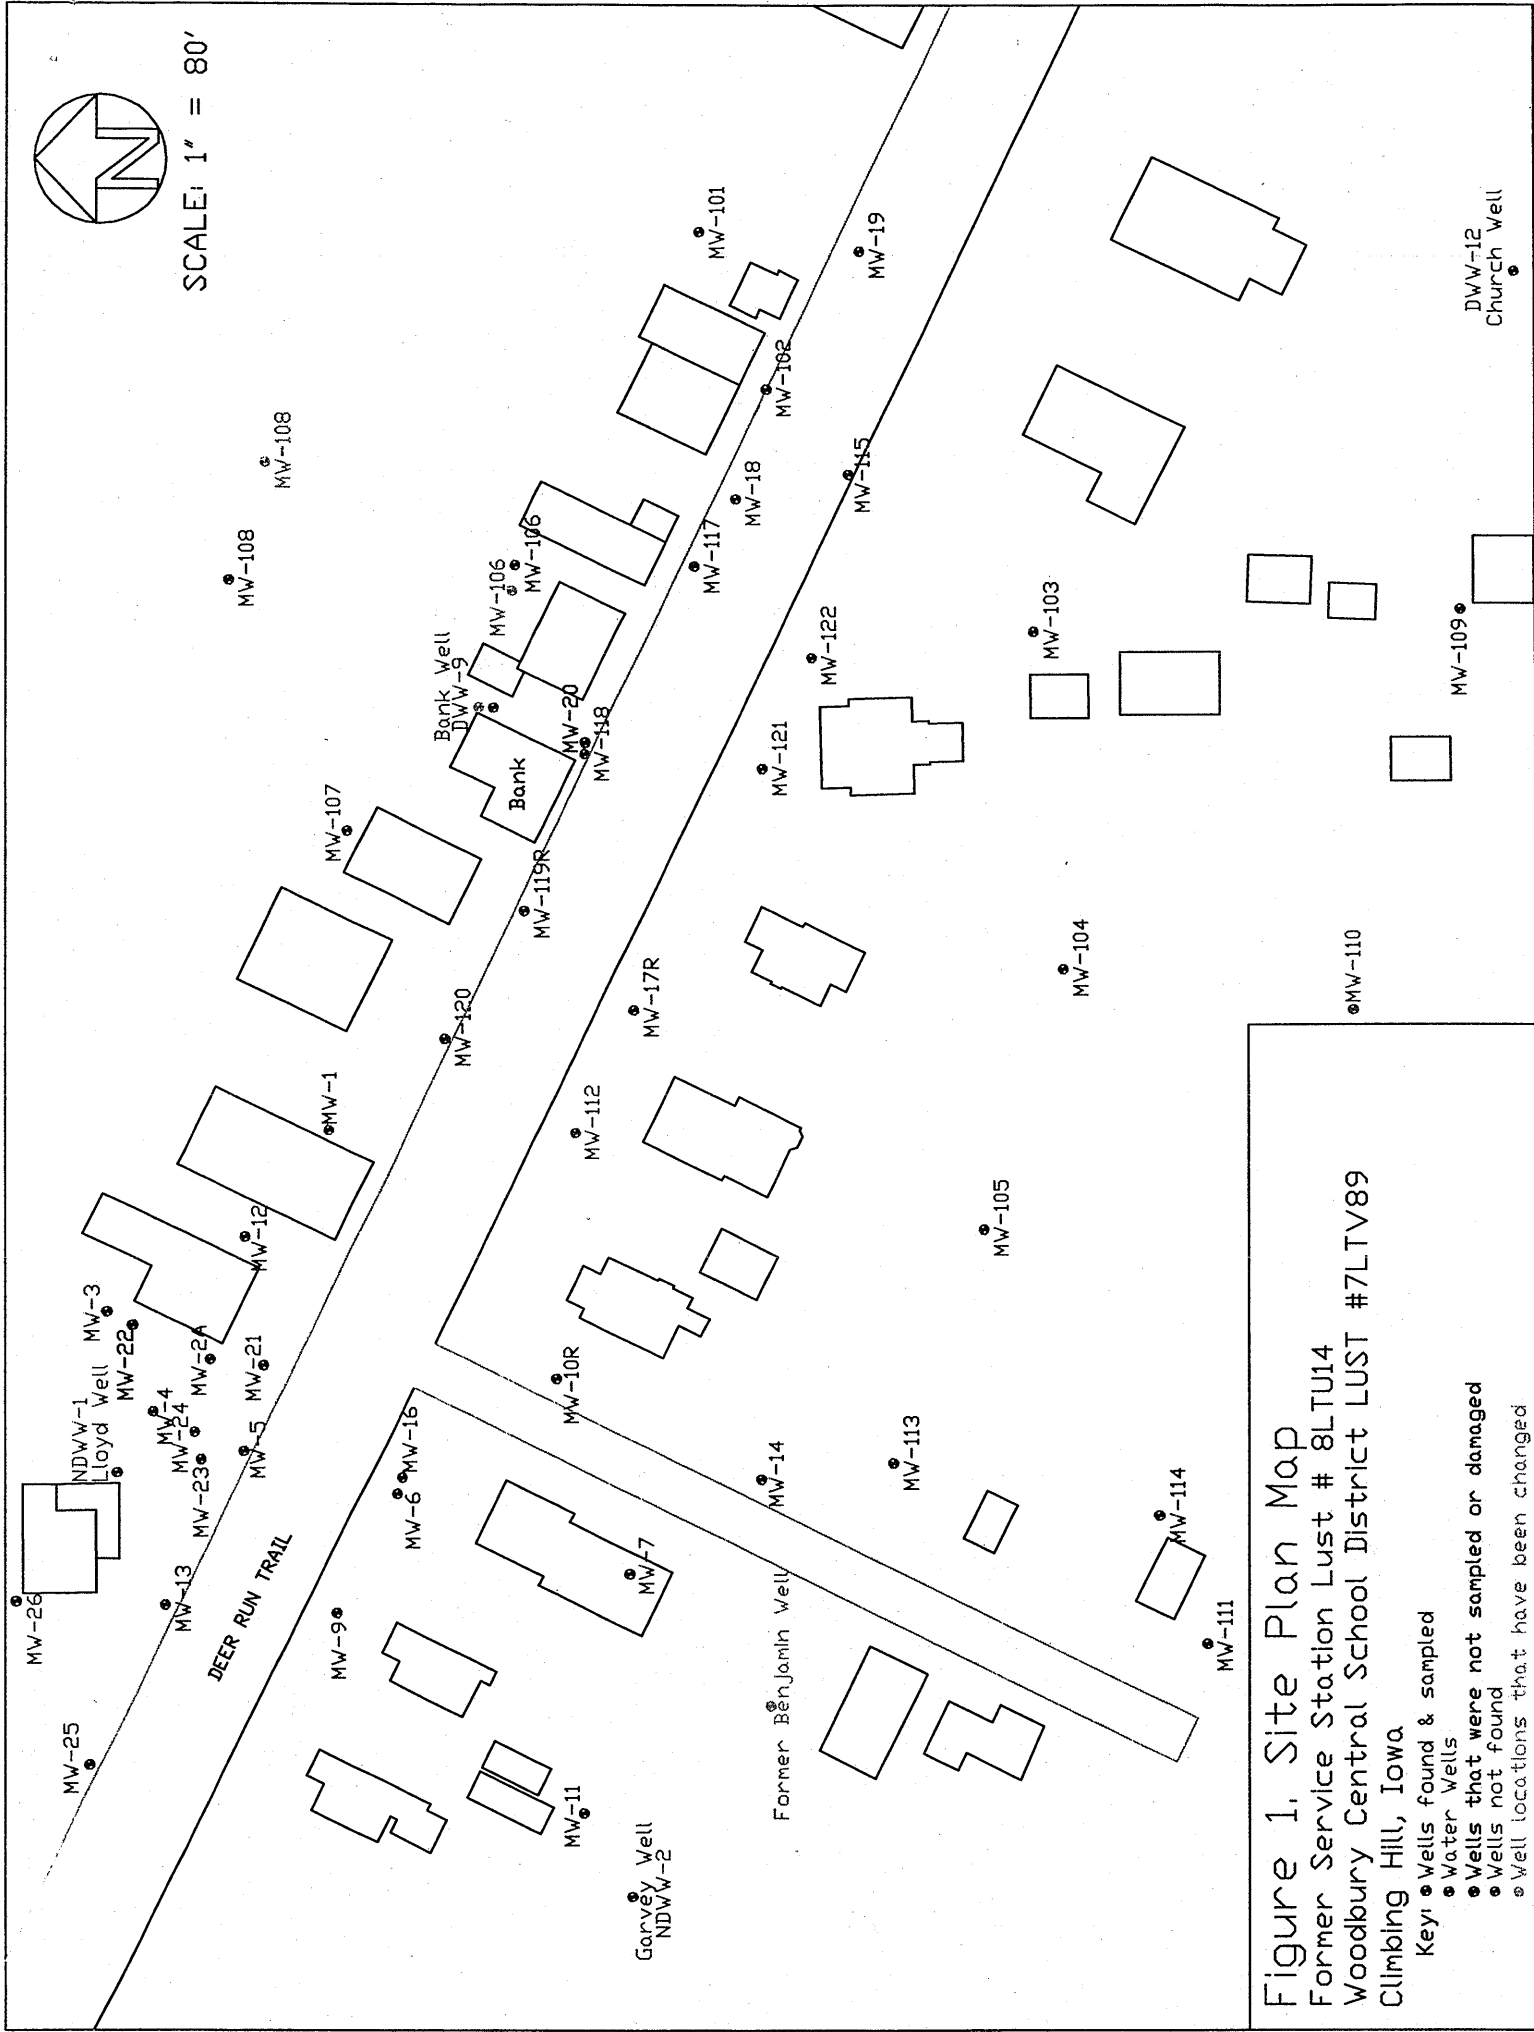 N
SCALE: 1" = 80'
MW-26
MW-25
MW-13
NDWW-1
Lloyd Well
MW-3
MW-22
MW-4
MW-24
MW-23
MW-2A
MW-21
MW-5
MW-12
MW-1
MW-107
MW-108
MW-108
DEER RUN TRAIL
MW-9
MW-6
MW-16
MW-120
MW-119R
Bank
Bank Well
DWW-9
MW-20
MW-118
MW-106
MW-106
MW-117
MW-18
MW-102
MW-101
MW-19
MW-115
MW-122
MW-121
MW-17R
MW-112
MW-10R
MW-7
MW-11
Garvey Well
NDWW-2
Former Benjamin Well
MW-14
MW-113
MW-105
MW-104
MW-103
MW-114
MW-111
MW-110
MW-109
DWW-12
Church Well
Figure 1. Site Plan Map
Former Service Station Lust # 8LTU14
Woodbury Central School District LUST #7LTV89
Climbing Hill, Iowa
Key: Wells found & sampled
Water Wells
Wells that were not sampled or damaged
Wells not found
Well locations that have been changed